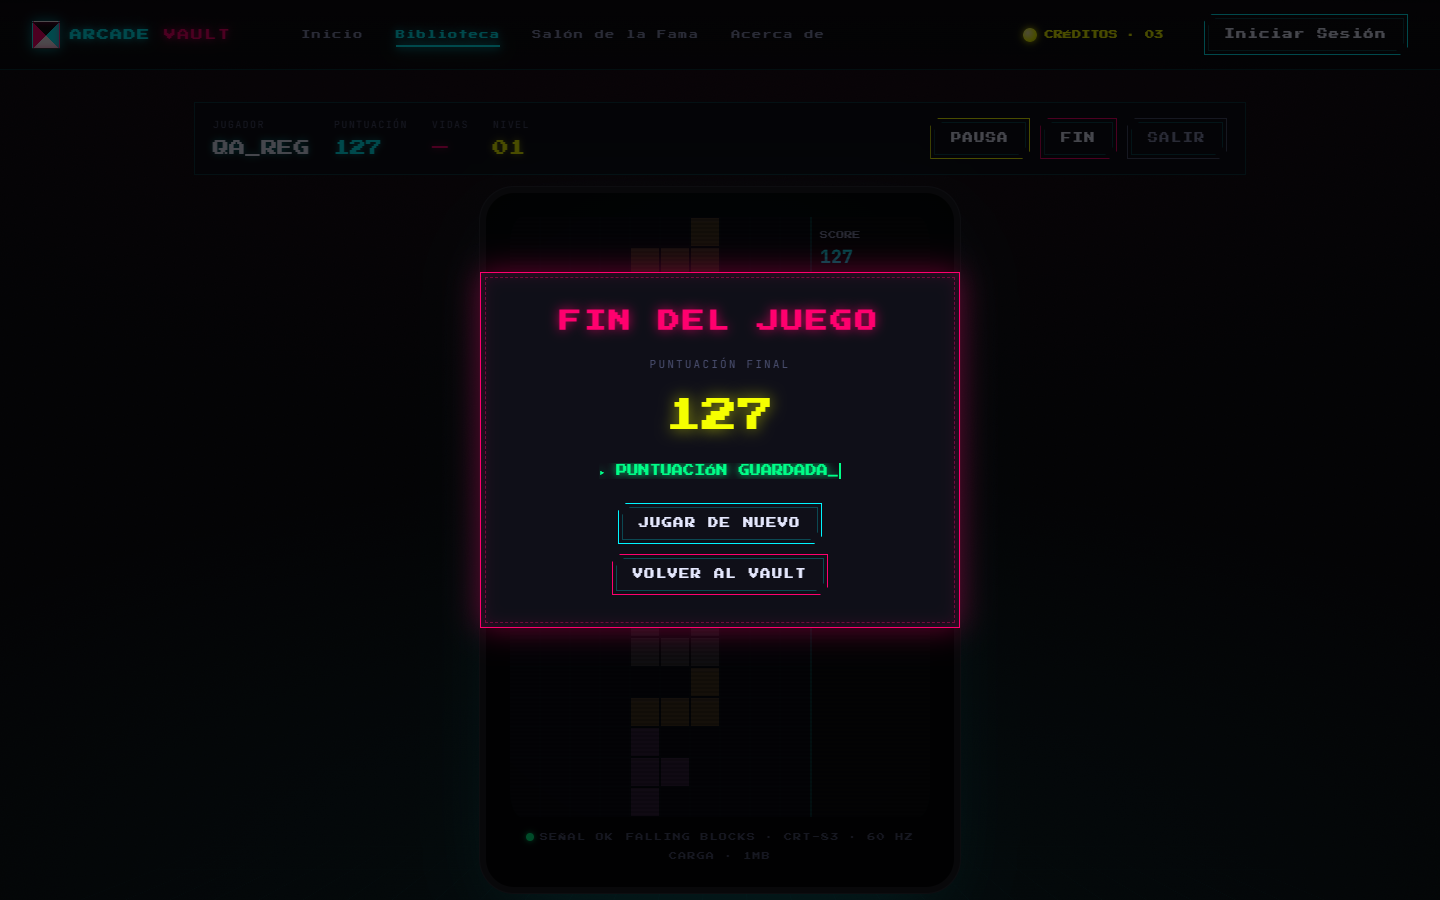 ARCADE VAULT Inicio Biblioteca Salón de la Fama Acerca de CRéDITOS · 03 Iniciar Sesión
JUGADOR PUNTUACIÓN VIDAS NIVEL
QA_REG 127 — 01 PAUSA FIN SALIR
SCORE
127
FIN DEL JUEGO
PUNTUACIÓN FINAL
127
▸ PUNTUACIóN GUARDADA_
JUGAR DE NUEVO
VOLVER AL VAULT
SEñAL OK FALLING BLOCKS · CRT-83 · 60 HZ
CARGA · 1MB